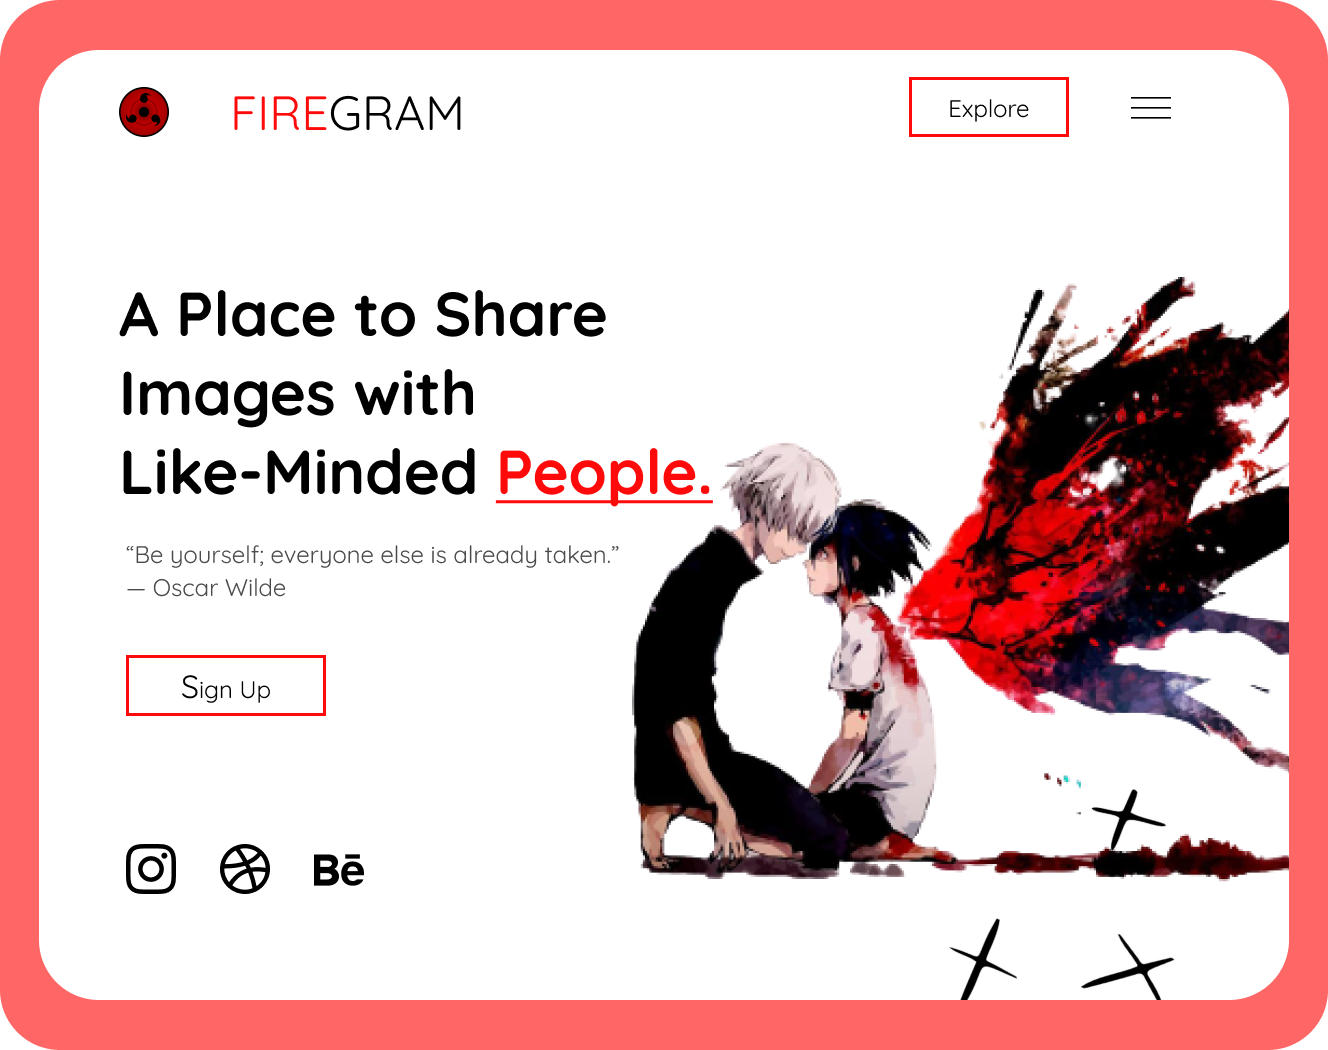 FIREGRAM
Explore
A Place to Share
Images with
Like-Minded People.
“Be yourself; everyone else is already taken.”
― Oscar Wilde
Sign Up
Bē